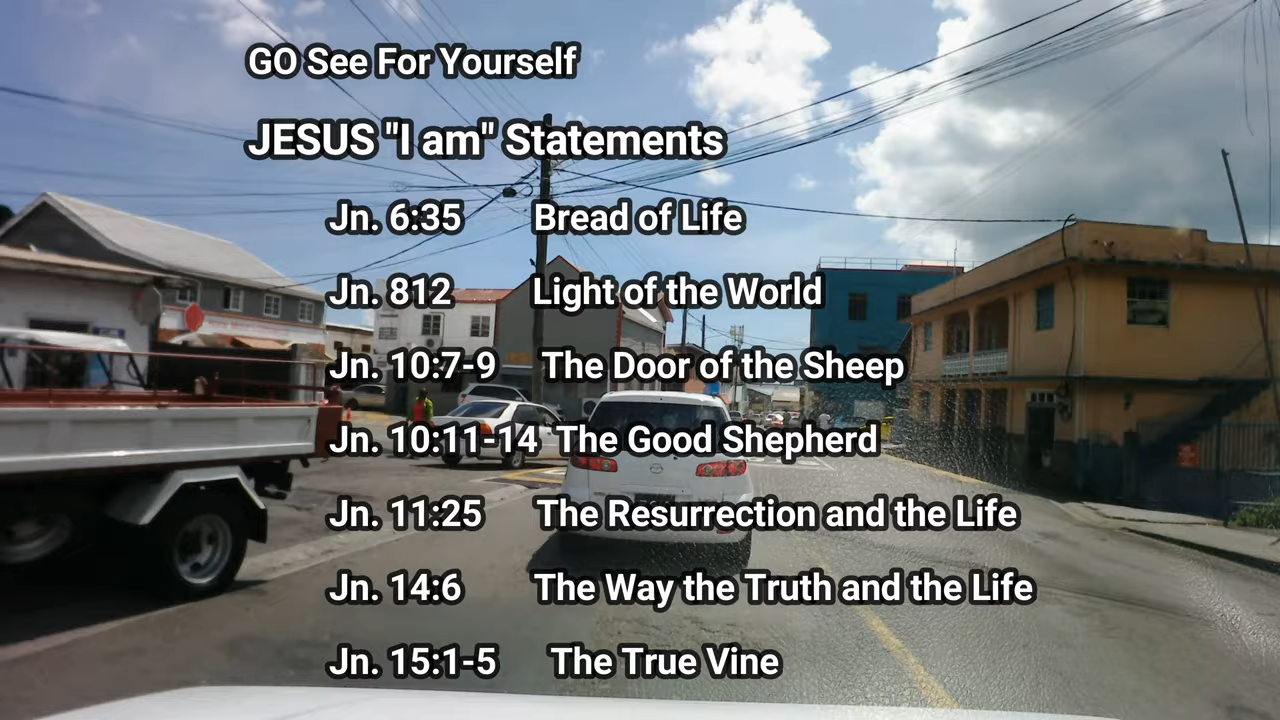 GO See For Yourself
JESUS "I am" Statements
Jn. 6:35 Bread of Life
Jn. 812 Light of the World
Jn. 10:7-9 The Door of the Sheep
Jn. 10:11-14 The Good Shepherd
Jn. 11:25 The Resurrection and the Life
Jn. 14:6 The Way the Truth and the Life
Jn. 15:1-5 The True Vine